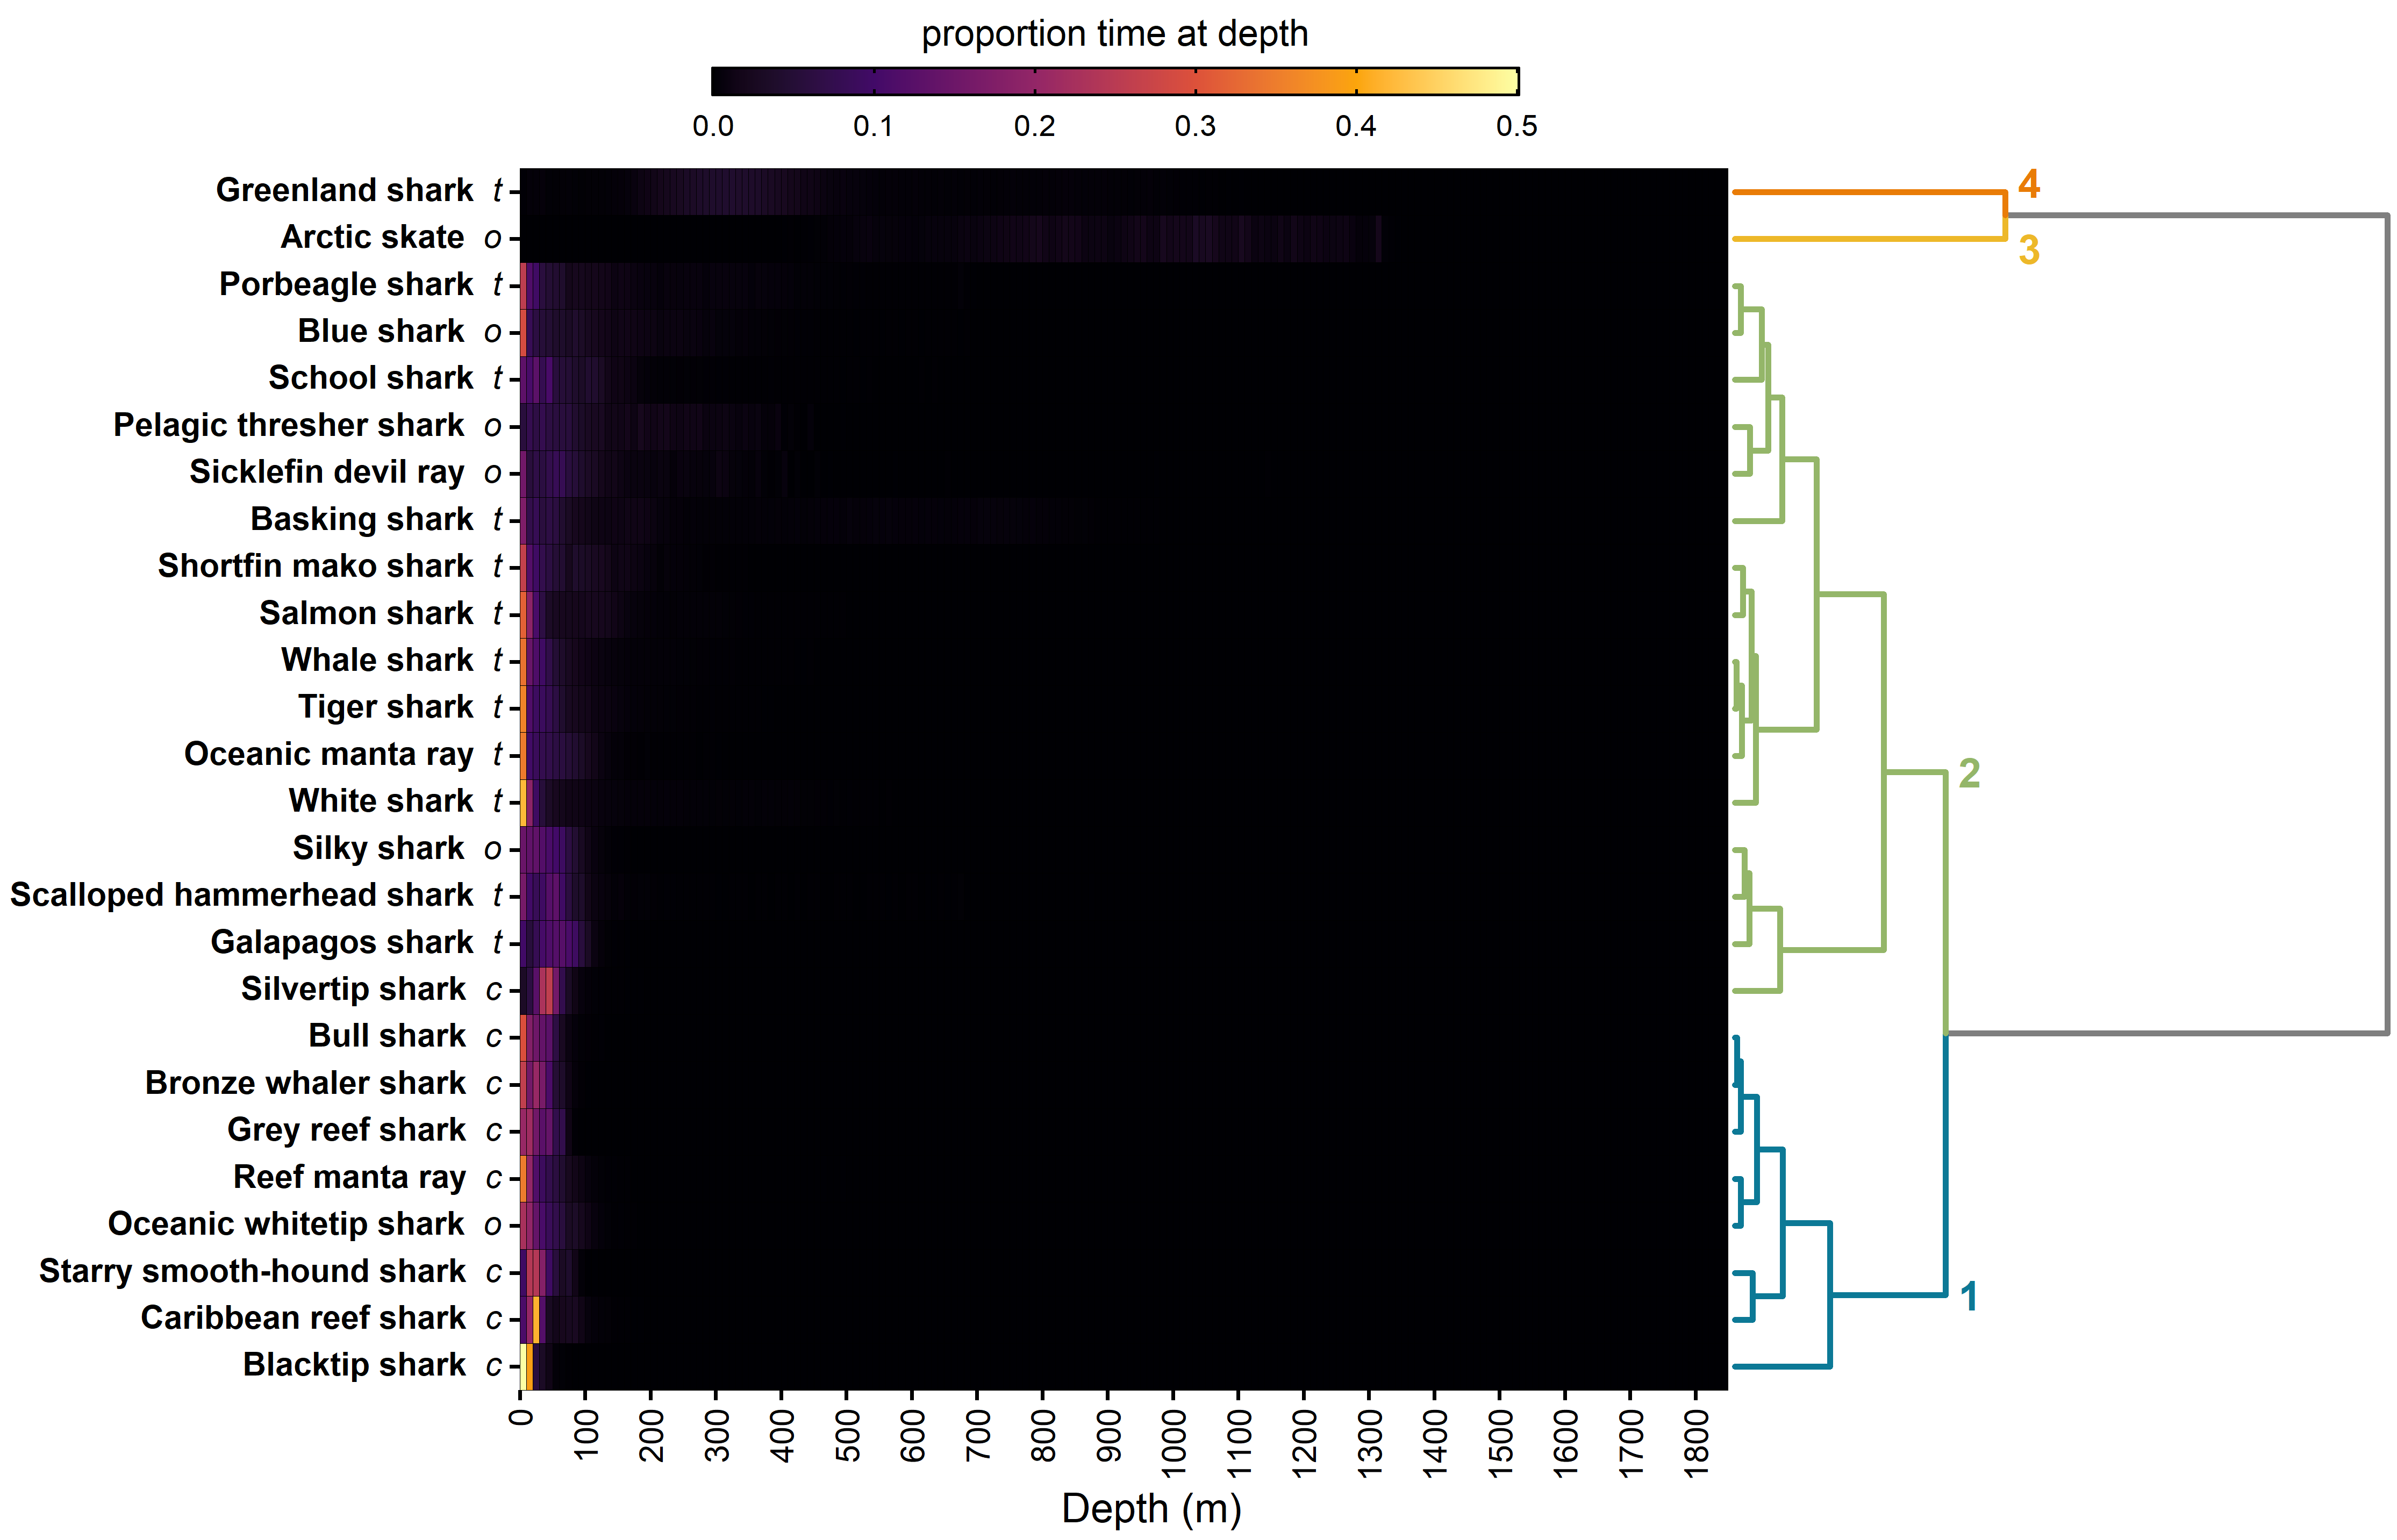 proportion time at depth
0.0 0.1 0.2 0.3 0.4 0.5
Greenland shark t
4
Arctic skate o
3
Porbeagle shark t
Blue shark o
School shark t
Pelagic thresher shark o
Sicklefin devil ray o
Basking shark t
Shortfin mako shark t
Salmon shark t
Whale shark t
Tiger shark t
Oceanic manta ray t
2
White shark t
Silky shark o
Scalloped hammerhead shark t
Galapagos shark t
Silvertip shark c
Bull shark c
Bronze whaler shark c
Grey reef shark c
Reef manta ray c
Oceanic whitetip shark o
Starry smooth-hound shark c
1
Caribbean reef shark c
Blacktip shark c
0 100 200 300 400 500 600 700 800 900 1000 1100 1200 1300 1400 1500 1600 1700 1800
Depth (m)